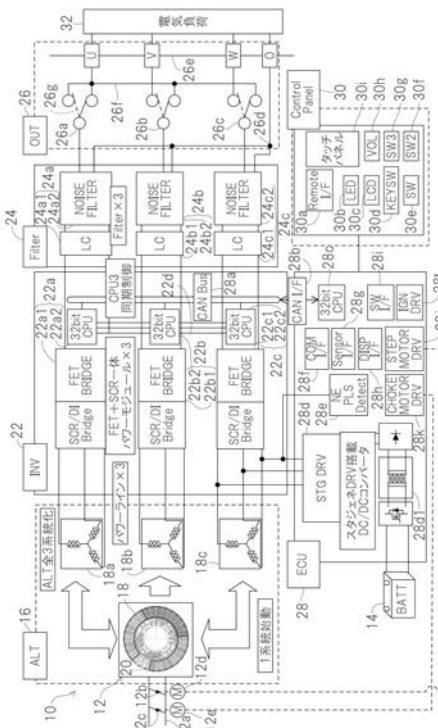 電気負荷
32
26
OUT
U
V
W
O
26e
26f
26g
26a
26b
26c
26d
24
Filter
24a
24a1
24a2
NOISE FILTER
LC
Filter×3
NOISE FILTER
24b
24b1
24b2
LC
NOISE FILTER
24c2
LC
24c1
24c
22
INV
22a
22a1
22a2
CPU3
同期制御
32bit CPU
22d
CAN Bus
28a
32bit CPU
22b
22b1
22b2
32bit CPU
22c1
22c2
22c
FET BRIDGE
SCR/DI Bridge
FET+SCR一体
パワーモジュール×3
FET BRIDGE
SCR/DI Bridge
FET BRIDGE
SCR/DI Bridge
パワーライン×3
ALT全3系統化
16
ALT
18a
18b
18c
18
20
12
12d
12b
10
1系統始動
M
M
Control Panel
30
30a
Remote I/F
タッチパネル
30i
30h
VOL
30g
SW3
30f
SW2
30b
LED
30c
LCD
30d
KEYSW
30e
SW
28
ECU
28b
CAN I/F
28c
32bit CPU
28g
28i
SW I/F
IGN DRV
28f
COM I/F
Sensor
DISP I/F
28h
STEP MOTOR DRV
28d
28e
NE PLS Detect
CHOKE MOTOR DRV
28k
STG DRV
スタジェネDRV搭載
DC/DCコンバータ
28d1
14
BATT